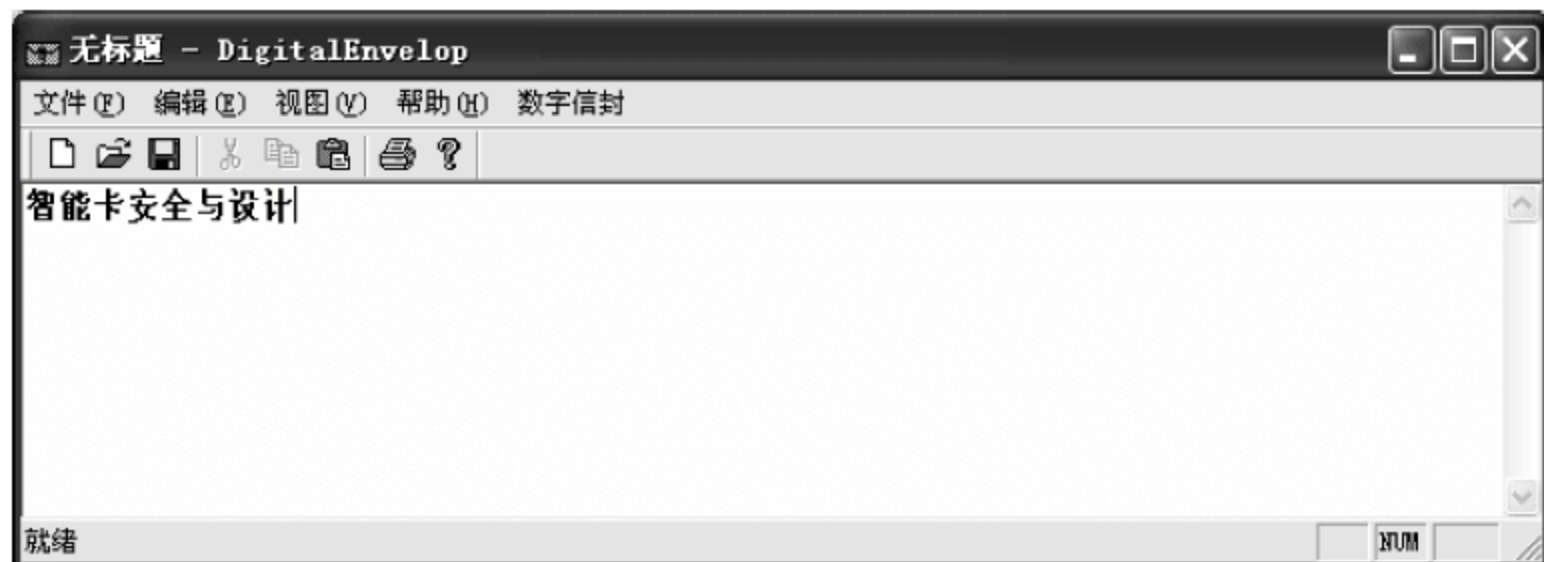 无标题 - DigitalEnvelop
文件(F) 编辑(E) 视图(V) 帮助(H) 数字信封
智能卡安全与设计
就绪 NUM